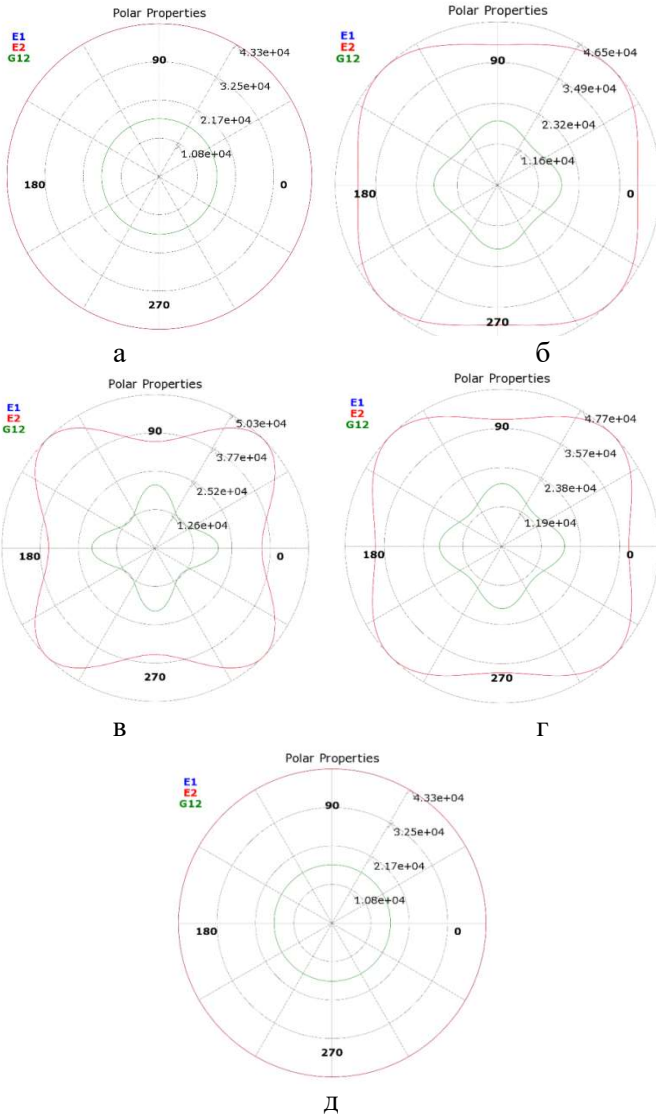 Polar Properties
E1
E2
G12
4.33e+04
3.25e+04
2.17e+04
1.08e+04
90
180
0
270
а
Polar Properties
E1
E2
G12
4.65e+04
3.49e+04
2.32e+04
1.16e+04
90
180
0
270
б
Polar Properties
E1
E2
G12
5.03e+04
3.77e+04
2.52e+04
1.26e+04
90
180
0
270
в
Polar Properties
E1
E2
G12
4.77e+04
3.57e+04
2.38e+04
1.19e+04
90
180
0
270
г
Polar Properties
E1
E2
G12
4.33e+04
3.25e+04
2.17e+04
1.08e+04
90
180
0
270
д